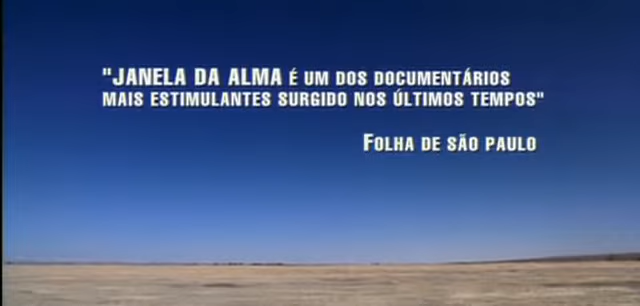 "JANELA DA ALMA É UM DOS DOCUMENTÁRIOS
MAIS ESTIMULANTES SURGIDO NOS ÚLTIMOS TEMPOS"
FOLHA DE SÃO PAULO